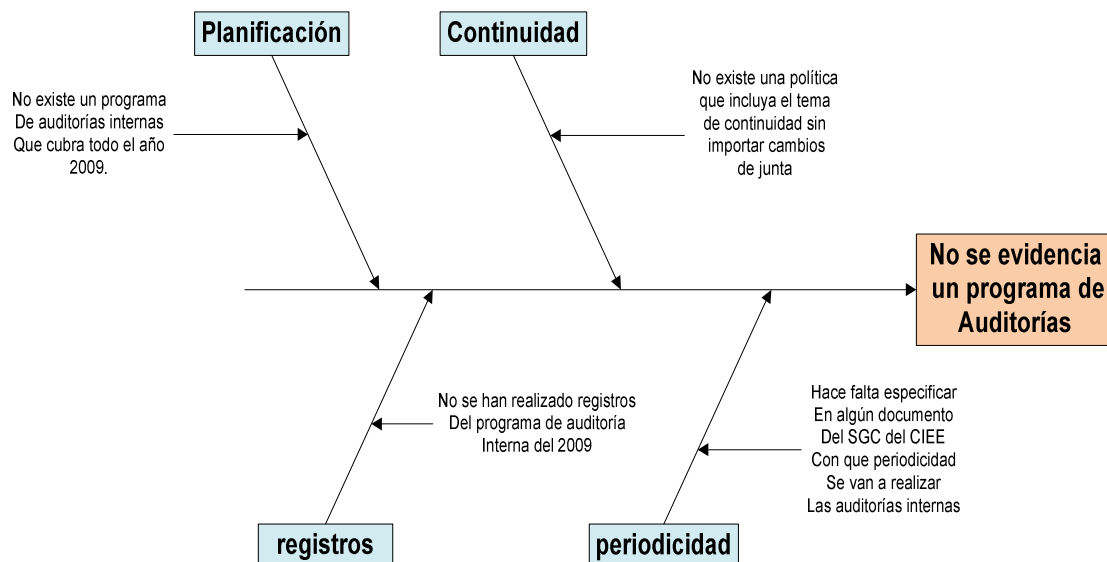 Planificación
Continuidad
No existe un programa
De auditorías internas
Que cubra todo el año
2009.
No existe una política
que incluya el tema
de continuidad sin
importar cambios
de junta
No se evidencia
un programa de
Auditorías
No se han realizado registros
Del programa de auditoría
Interna del 2009
Hace falta especificar
En algún documento
Del SGC del CIEE
Con que periodicidad
Se van a realizar
Las auditorías internas
registros
periodicidad